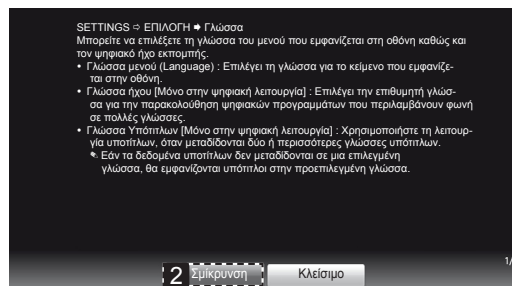 SETTINGS ⇨ ΕΠΙΛΟΓΗ ➡ Γλώσσα
Μπορείτε να επιλέξετε τη γλώσσα του μενού που εμφανίζεται στη οθόνη καθώς και
τον ψηφιακό ήχο εκπομπής.
• Γλώσσα μενού (Language) : Επιλέγει τη γλώσσα για το κείμενο που εμφανίζε-
ται στην οθόνη.
• Γλώσσα ήχου [Μόνο στην ψηφιακή λειτουργία] : Επιλέγει την επιθυμητή γλώσ-
σα για την παρακολούθηση ψηφιακών προγραμμάτων που περιλαμβάνουν φωνή
σε πολλές γλώσσες.
• Γλώσσα Υπότιτλων [Μόνο στην ψηφιακή λειτουργία] : Χρησιμοποιήστε τη λειτουρ-
γία υποτίτλων, όταν μεταδίδονται δύο ή περισσότερες γλώσσες υπότιτλων.
✎ Εάν τα δεδομένα υποτίτλων δεν μεταδίδονται σε μια επιλεγμένη
γλώσσα, θα εμφανίζονται υπότιτλοι στην προεπιλεγμένη γλώσσα.
1/
2 Σμίκρυνση Κλείσιμο